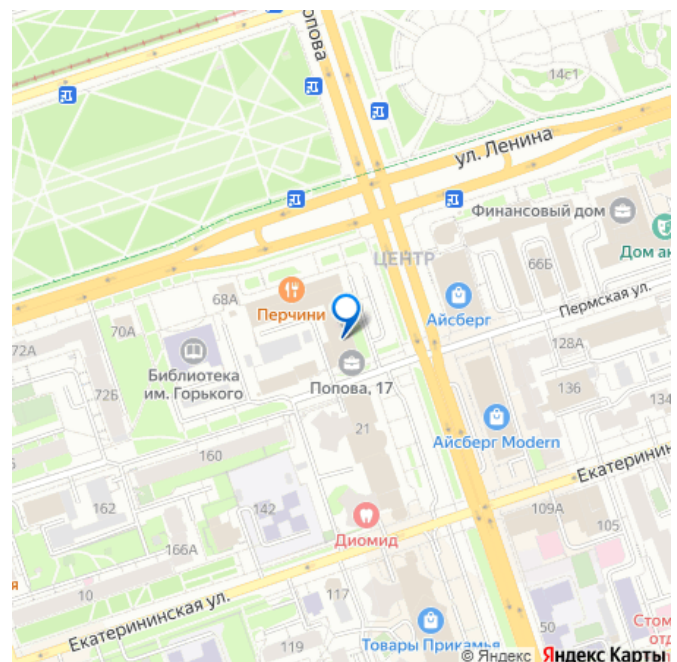 Попова
14с1
ул. Ленина
Финансовый дом
ЦЕНТР
66Б
Дом ак
68А
Перчини
Айсберг
Пермская ул.
70А
72А
Библиотека
им. Горького
72Б
Попова, 17
128А
136
134
21
Айсберг Modern
160
Екатеринин
162
142
109А
105
Диомид
166А
я
10
117
Екатерининская ул.
119
Товары Прикамья
50
Стом
отд
© Яндекс Яндекс Карты